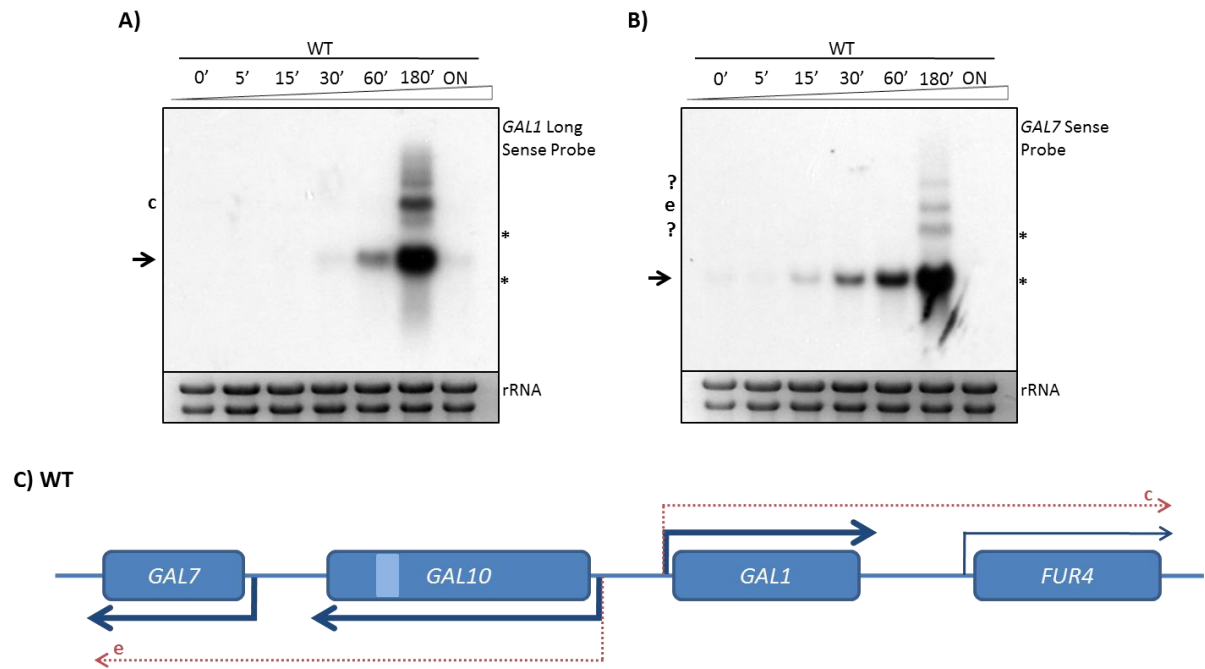 A)
WT
0’ 5’ 15’ 30’ 60’ 180’ ON
GAL1 Long
Sense Probe
c
*
*
rRNA
B)
WT
0’ 5’ 15’ 30’ 60’ 180’ ON
GAL7 Sense
Probe
?
e
?
*
*
rRNA
C) WT
c
GAL7 GAL10 GAL1 FUR4
e